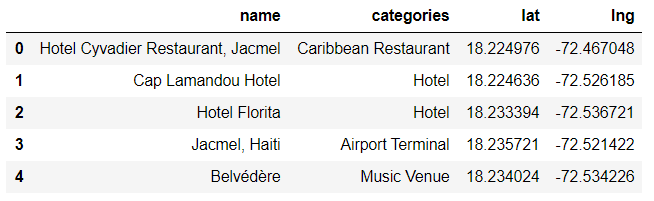 name categories lat lng
0 Hotel Cyvadier Restaurant, Jacmel Caribbean Restaurant 18.224976 -72.467048
1 Cap Lamandou Hotel Hotel 18.224636 -72.526185
2 Hotel Florita Hotel 18.233394 -72.536721
3 Jacmel, Haiti Airport Terminal 18.235721 -72.521422
4 Belvédère Music Venue 18.234024 -72.534226